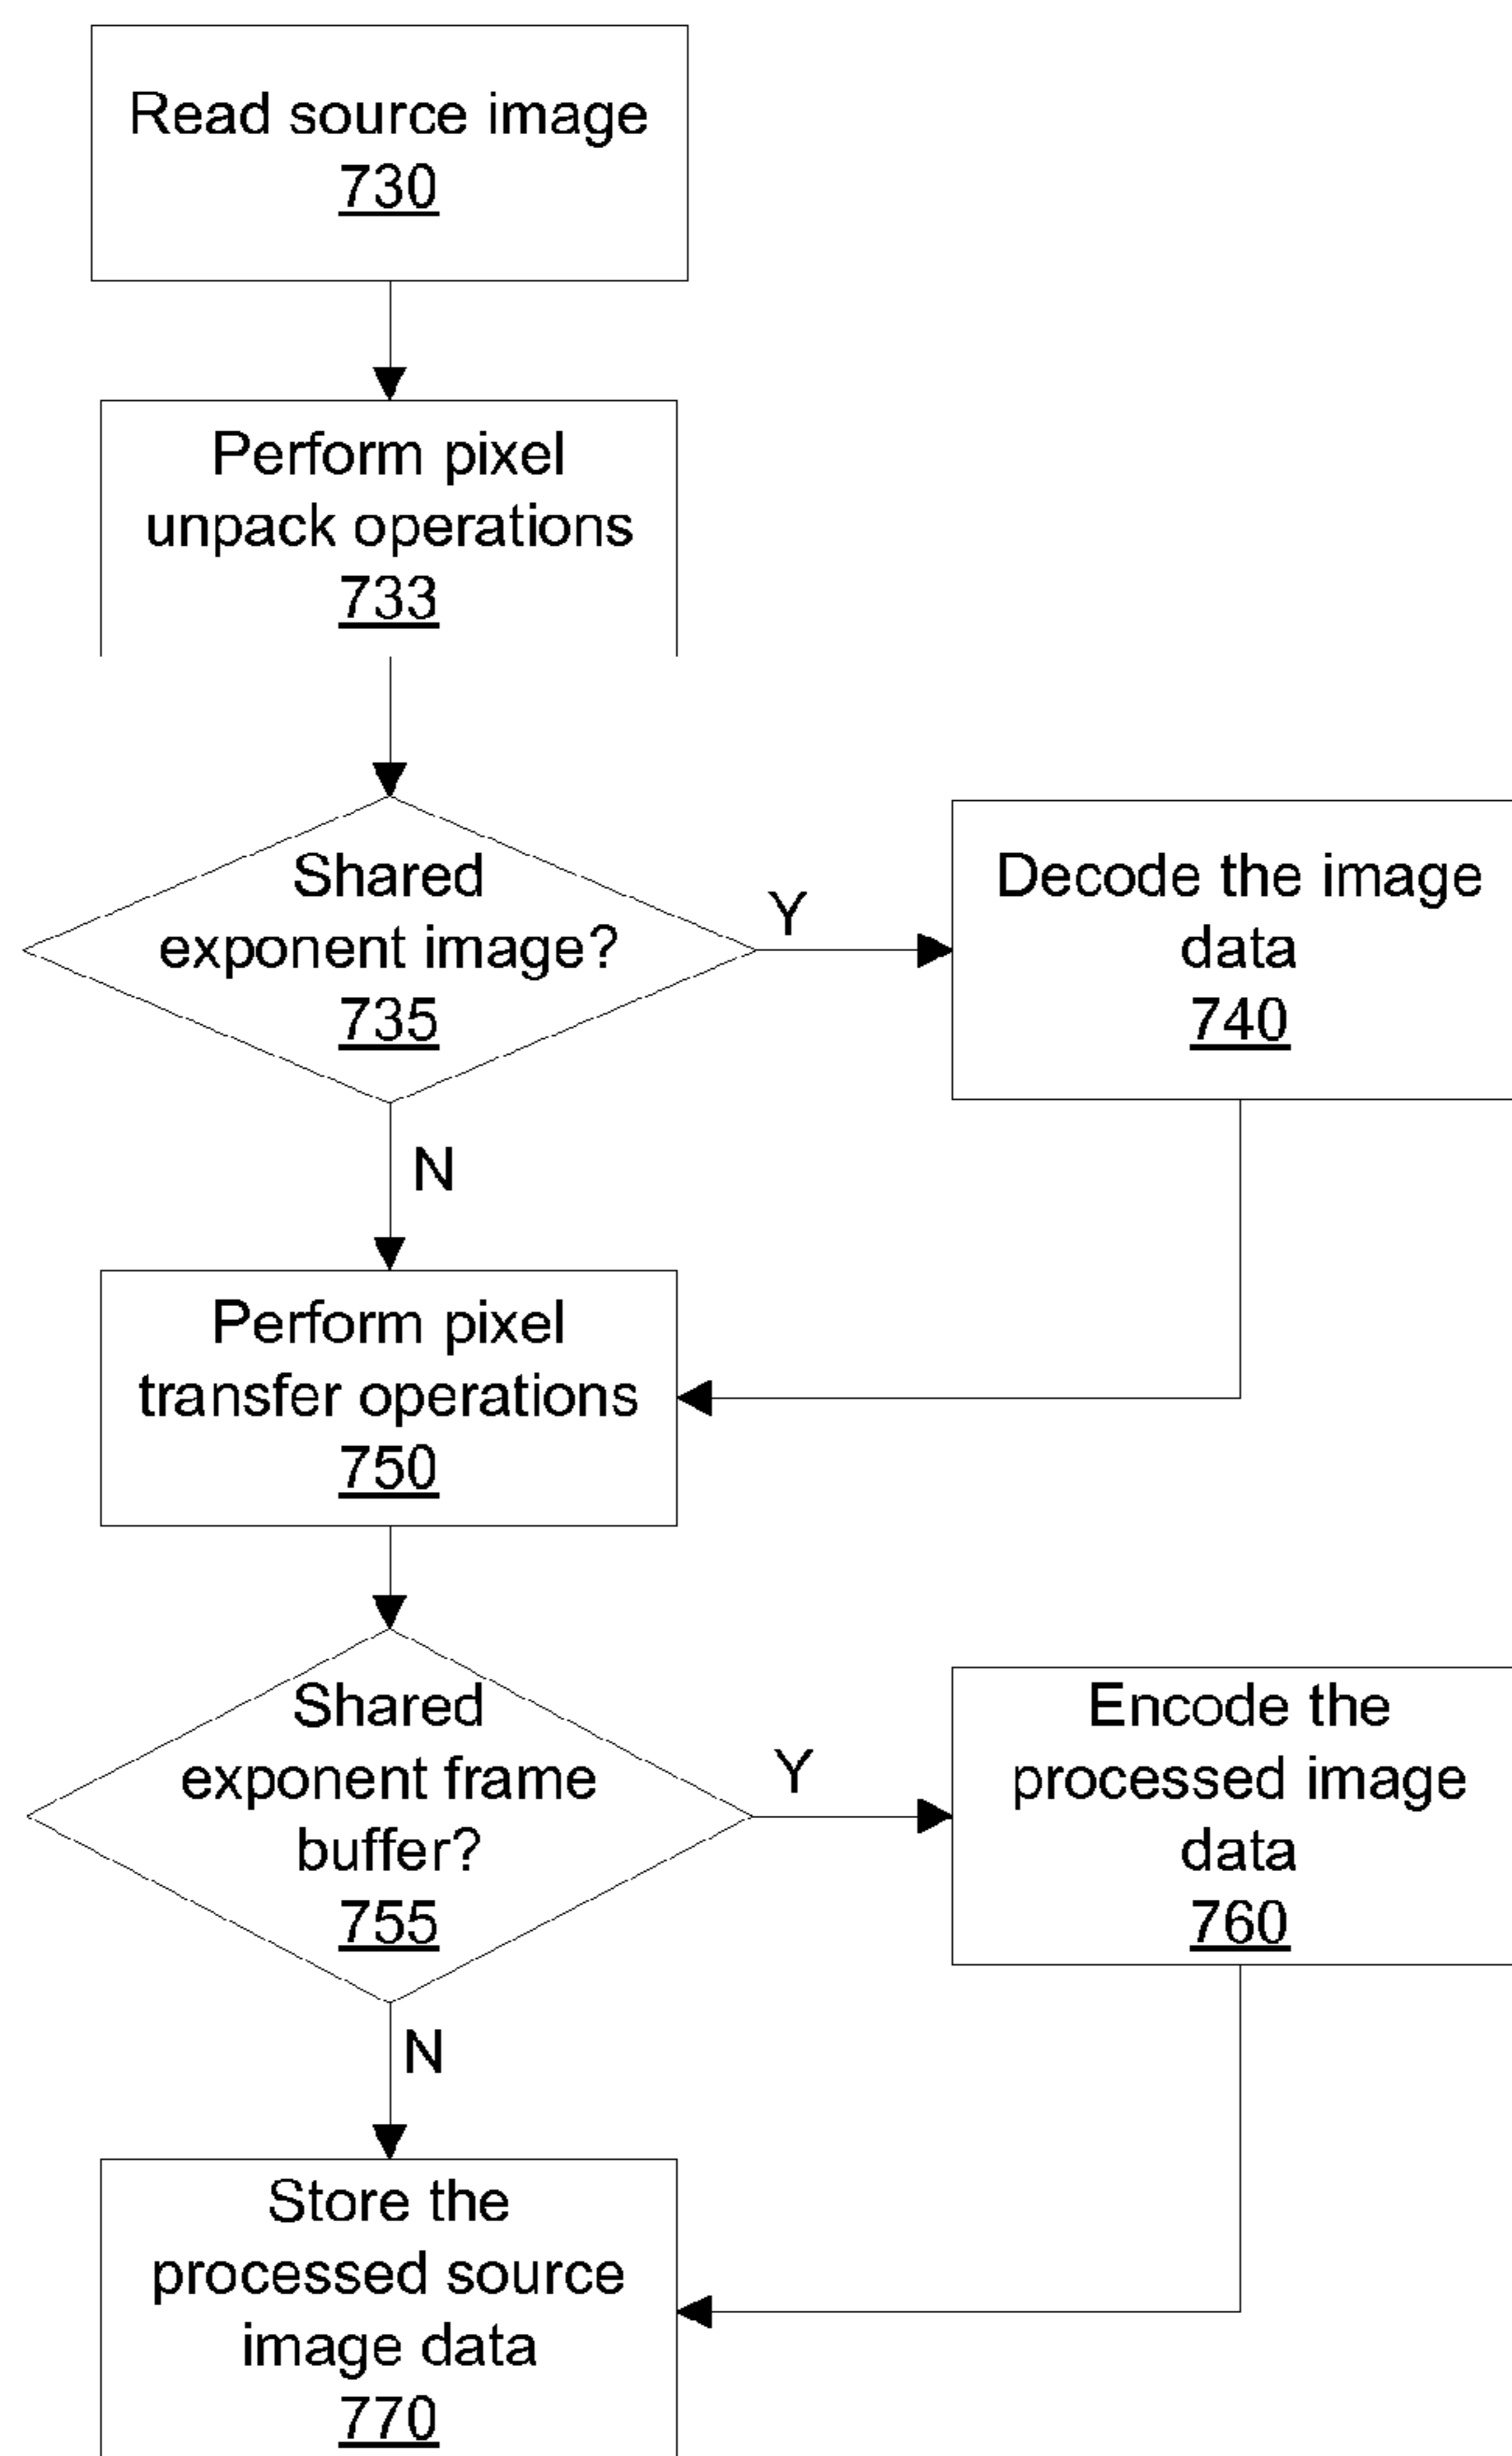 Read source image
730
Perform pixel
unpack operations
733
Shared
exponent image?
735
Y
Decode the image
data
740
N
Perform pixel
transfer operations
750
Shared
exponent frame
buffer?
755
Y
Encode the
processed image
data
760
N
Store the
processed source
image data
770